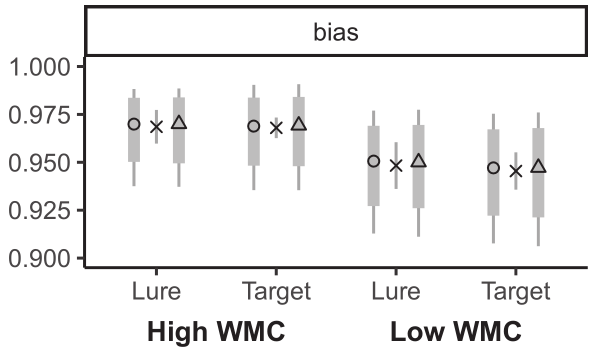 bias
1.000
0.975
0.950
0.925
0.900
Lure Target Lure Target
High WMC Low WMC